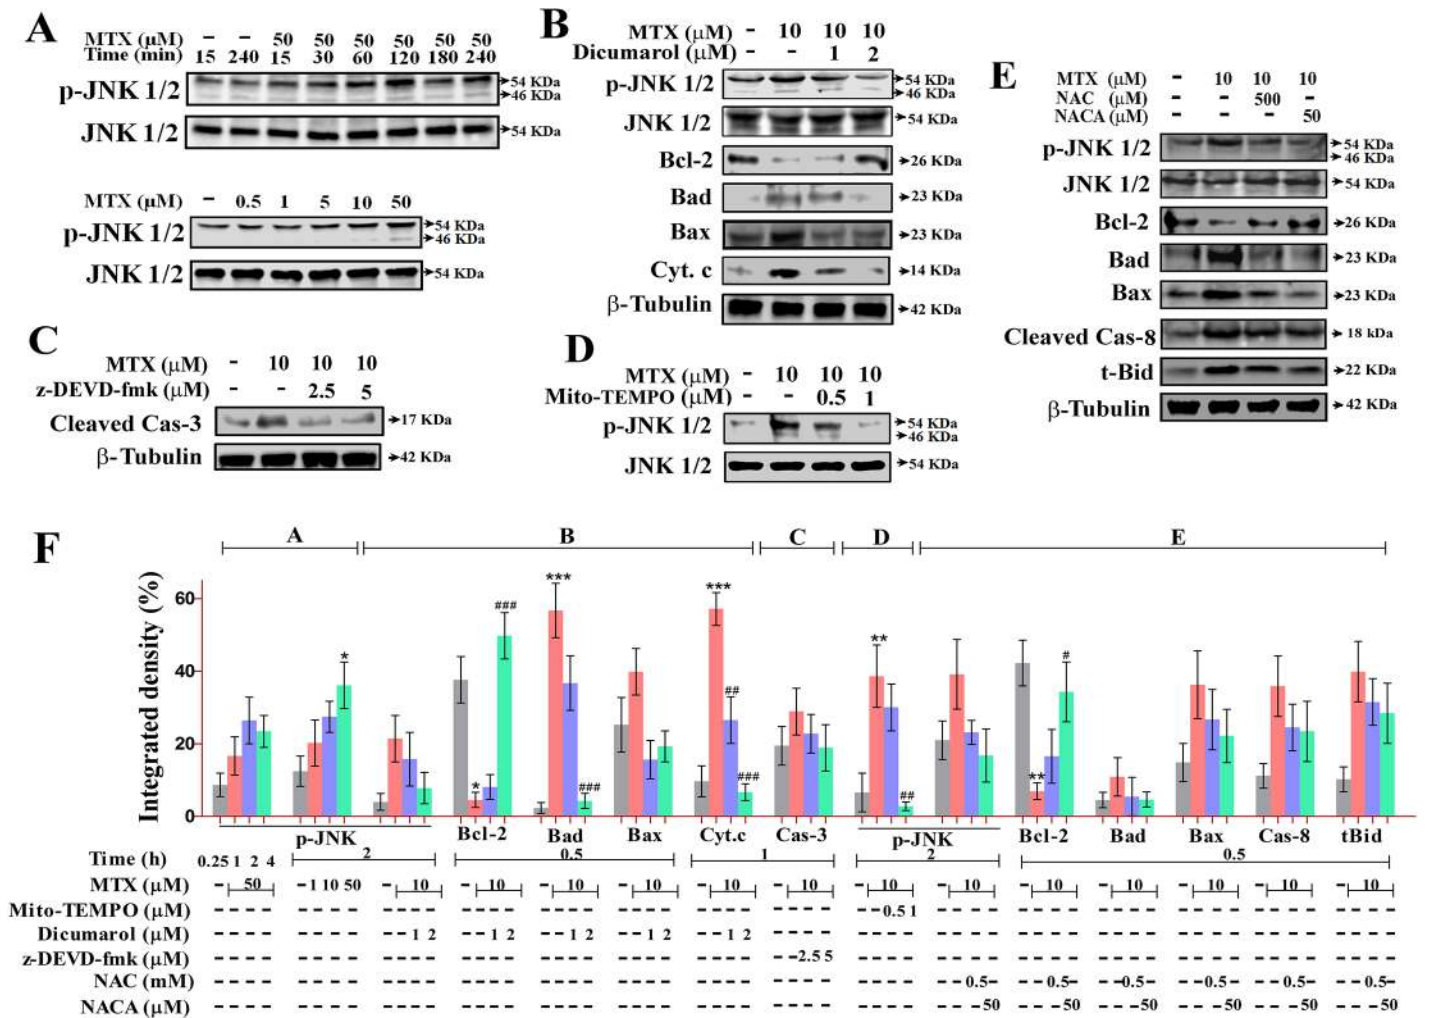 A
MTX (μM) - - 50 50 50 50 50 50
Time (min) 15 240 15 30 60 120 180 240
p-JNK 1/2 54 KDa
46 KDa
JNK 1/2 54 KDa
MTX (μM) - 0.5 1 5 10 50
p-JNK 1/2 54 KDa
46 KDa
JNK 1/2 54 KDa
B
MTX (μM) - 10 10 10
Dicumarol (μM) - - 1 2
p-JNK 1/2 54 KDa
46 KDa
JNK 1/2 54 KDa
Bcl-2 26 KDa
Bad 23 KDa
Bax 23 KDa
Cyt. c 14 KDa
β-Tubulin 42 KDa
C
MTX (μM) - 10 10 10
z-DEVD-fmk (μM) - - 2.5 5
Cleaved Cas-3 17 KDa
β-Tubulin 42 KDa
D
MTX (μM) - 10 10 10
Mito-TEMPO (μM) - - 0.5 1
p-JNK 1/2 54 KDa
46 KDa
JNK 1/2 54 KDa
E
MTX (μM) - 10 10 10
NAC (μM) - - 500
NACA (μM) - - 50
p-JNK 1/2 54 KDa
46 KDa
JNK 1/2 54 KDa
Bcl-2 26 KDa
Bad 23 KDa
Bax 23 KDa
Cleaved Cas-8 18 kDa
t-Bid 22 KDa
β-Tubulin 42 KDa
F
A B C D E
Integrated density (%)
60
40
20
0
* * ### *** ### *** ## ### ** ## ** #
p-JNK Bcl-2 Bad Bax Cyt.c Cas-3 p-JNK Bcl-2 Bad Bax Cas-8 tBid
Time (h) 0.25 1 2 4 2 0.5 1 2 0.5
MTX (μM) - 50 - 1 10 50 - 10 - 10 - 10 - 10 - 10 - 10 - 10 - 10 - 10 - 10 - 10 - 10 - 10
Mito-TEMPO (μM) - - - - - - - - - - - - - - - - - - - - - - - - - - - - - - - - - - 0.5 1 - - - - - - - - - - - - - - - - - - - - - - - -
Dicumarol (μM) - - - - - - - - - - 1 2 - - 1 2 - - 1 2 - - 1 2 - - 1 2 - - - - - - - - - - - - - - - - - - - - - - - - - - - - - - - -
z-DEVD-fmk (μM) - - - - - - - - - - - - - - - - - - - - - - - - - - - - - - 2.5 5 - - - - - - - - - - - - - - - - - - - - - - - - - - - -
NAC (mM) - - - - - - - - - - - - - - - - - - - - - - - - - - - - - - - - - - - - - - 0.5 - - - 0.5 - - - 0.5 - - - 0.5 - - - 0.5 - - - 0.5 -
NACA (μM) - - - - - - - - - - - - - - - - - - - - - - - - - - - - - - - - - - - - - - - 50 - - - 50 - - - 50 - - - 50 - - - 50 - - - 50